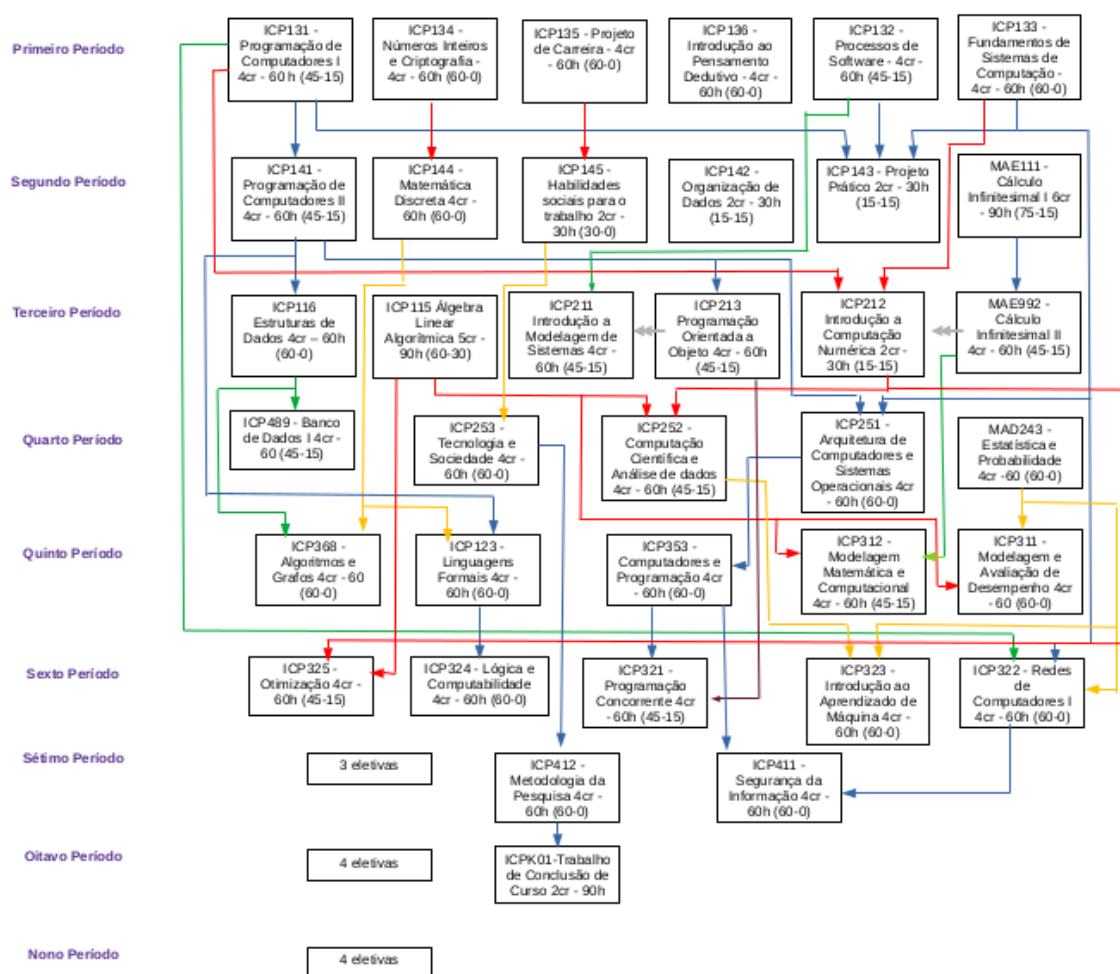 Primeiro Período
ICP131 -
Programação de
Computadores I
4cr - 60h (45-15)
ICP134 -
Números Inteiros
e Criptografia -
4cr - 60h (60-0)
ICP135 - Projeto
de Carreira - 4cr
- 60h (60-0)
ICP136 -
Introdução ao
Pensamento
Dedutivo - 4cr -
60h (60-0)
ICP132 -
Processos de
Software - 4cr -
60h (45-15)
ICP133 -
Fundamentos de
Sistemas de
Computação -
4cr - 60h (60-0)
Segundo Período
ICP141 -
Programação de
Computadores II
4cr - 60h (45-15)
ICP144 -
Matemática
Discreta 4cr -
60h (60-0)
ICP145 -
Habilidades
sociais para o
trabalho 2cr -
30h (30-0)
ICP142 -
Organização de
Dados 2cr - 30h
(15-15)
ICP143 - Projeto
Prático 2cr - 30h
(15-15)
MAE111 -
Cálculo
Infinitesimal I 6cr
- 90h (75-15)
Terceiro Período
ICP116
Estruturas de
Dados 4cr – 60h
(60-0)
ICP115 Álgebra
Linear
Algorítmica 5cr -
90h (60-30)
ICP211
Introdução a
Modelagem de
Sistemas 4cr -
60h (45-15)
ICP213
Programação
Orientada a
Objeto 4cr - 60h
(45-15)
ICP212
Introdução a
Computação
Numérica 2cr -
30h (15-15)
MAE992 -
Cálculo
Infinitesimal II
4cr - 60h (45-15)
Quarto Período
ICP489 - Banco
de Dados I 4cr -
60 (45-15)
ICP253 -
Tecnologia e
Sociedade 4cr -
60h (60-0)
ICP252 -
Computação
Científica e
Análise de dados
4cr - 60h (45-15)
ICP251 -
Arquitetura de
Computadores e
Sistemas
Operacionais 4cr
- 60h (60-0)
MAD243 -
Estatística e
Probabilidade
4cr -60 (60-0)
Quinto Período
ICP368 -
Algoritmos e
Grafos 4cr - 60
(60-0)
ICP123 -
Linguagens
Formais 4cr -
60h (60-0)
ICP353 -
Computadores e
Programação 4cr
- 60h (60-0)
ICP312 -
Modelagem
Matemática e
Computacional
4cr - 60h (45-15)
ICP311 -
Modelagem e
Avaliação de
Desempenho 4cr
- 60 (60-0)
Sexto Período
ICP325 -
Otimização 4cr -
60h (45-15)
ICP324 - Lógica e
Computabilidade
4cr - 60h (60-0)
ICP321 -
Programação
Concorrente 4cr
- 60h (45-15)
ICP323 -
Introdução ao
Aprendizado de
Máquina 4cr -
60h (60-0)
ICP322 - Redes
de
Computadores I
4cr - 60h (60-0)
Sétimo Período
3 eletivas
ICP412 -
Metodologia da
Pesquisa 4cr -
60h (60-0)
ICP411 -
Segurança da
Informação 4cr -
60h (60-0)
Oitavo Período
4 eletivas
ICPK01-Trabalho
de Conclusão de
Curso 2cr - 90h
Nono Período
4 eletivas